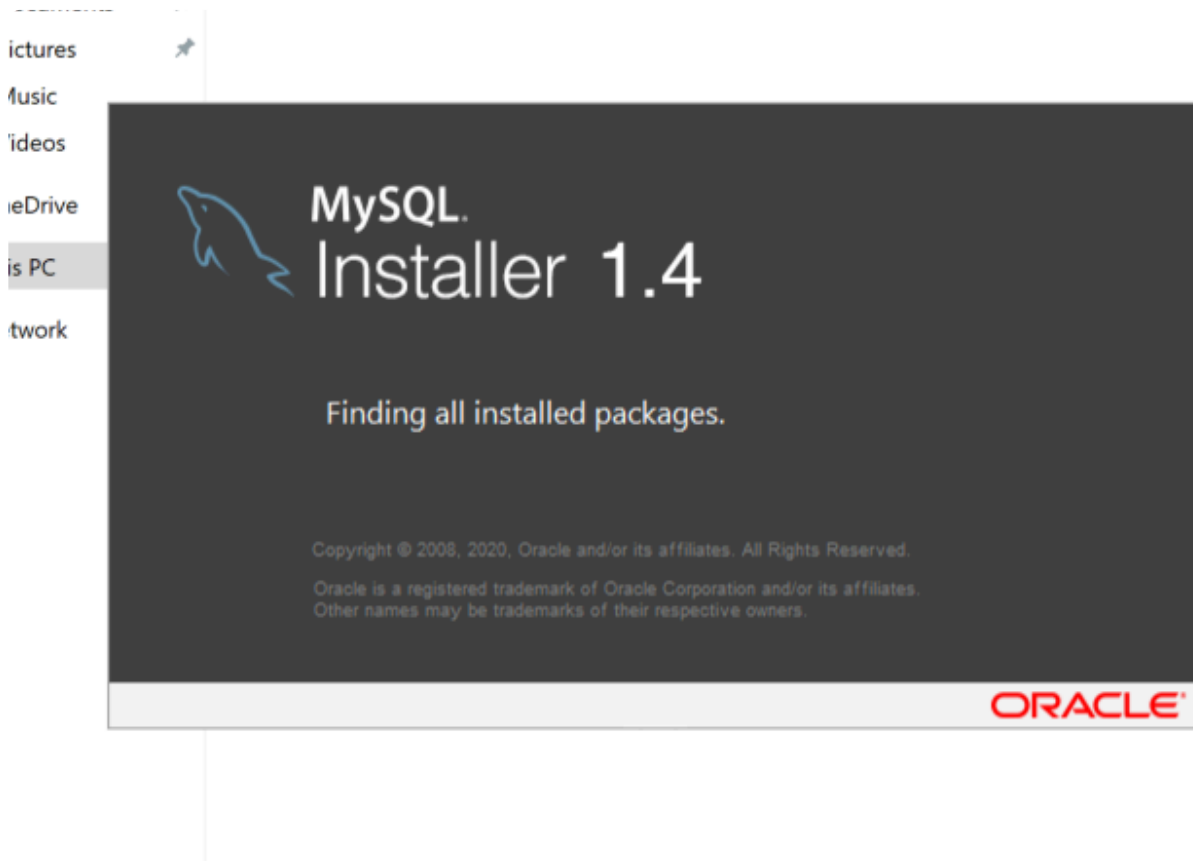 ictures
Music
ideos
neDrive
is PC
etwork
MySQL.
Installer 1.4
Finding all installed packages.
Copyright © 2008, 2020, Oracle and/or its affiliates. All Rights Reserved.
Oracle is a registered trademark of Oracle Corporation and/or its affiliates.
Other names may be trademarks of their respective owners.
ORACLE